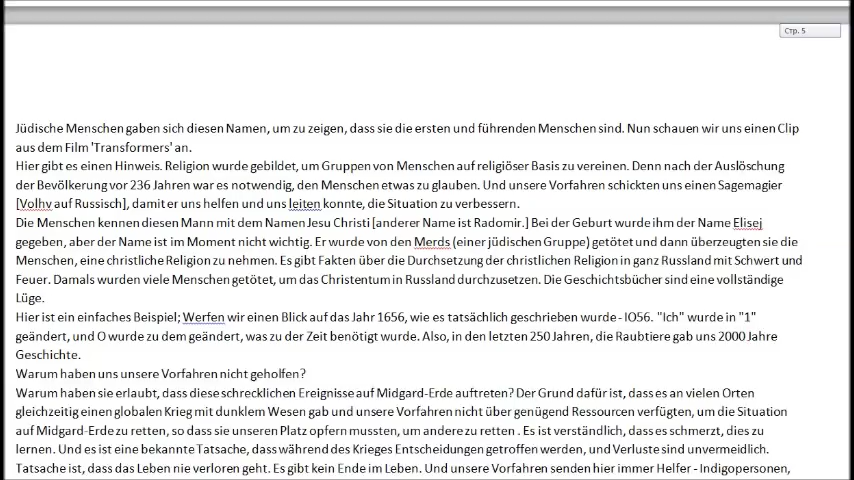 Стр. 5
Jüdische Menschen gaben sich diesen Namen, um zu zeigen, dass sie die ersten und führenden Menschen sind. Nun schauen wir uns einen Clip
aus dem Film 'Transformers' an.
Hier gibt es einen Hinweis. Religion wurde gebildet, um Gruppen von Menschen auf religiöser Basis zu vereinen. Denn nach der Auslöschung
der Bevölkerung vor 236 Jahren war es notwendig, den Menschen etwas zu glauben. Und unsere Vorfahren schickten uns einen Sagemagier
[Volhv auf Russisch], damit er uns helfen und uns leiten konnte, die Situation zu verbessern.
Die Menschen kennen diesen Mann mit dem Namen Jesu Christi [anderer Name ist Radomir.] Bei der Geburt wurde ihm der Name Elisej
gegeben, aber der Name ist im Moment nicht wichtig. Er wurde von den Merds (einer jüdischen Gruppe) getötet und dann überzeugten sie die
Menschen, eine christliche Religion zu nehmen. Es gibt Fakten über die Durchsetzung der christlichen Religion in ganz Russland mit Schwert und
Feuer. Damals wurden viele Menschen getötet, um das Christentum in Russland durchzusetzen. Die Geschichtsbücher sind eine vollständige
Lüge.
Hier ist ein einfaches Beispiel; Werfen wir einen Blick auf das Jahr 1656, wie es tatsächlich geschrieben wurde - IO56. "Ich" wurde in "1"
geändert, und O wurde zu dem geändert, was zu der Zeit benötigt wurde. Also, in den letzten 250 Jahren, die Raubtiere gab uns 2000 Jahre
Geschichte.
Warum haben uns unsere Vorfahren nicht geholfen?
Warum haben sie erlaubt, dass diese schrecklichen Ereignisse auf Midgard-Erde auftreten? Der Grund dafür ist, dass es an vielen Orten
gleichzeitig einen globalen Krieg mit dunklem Wesen gab und unsere Vorfahren nicht über genügend Ressourcen verfügten, um die Situation
auf Midgard-Erde zu retten, so dass sie unseren Platz opfern mussten, um andere zu retten . Es ist verständlich, dass es schmerzt, dies zu
lernen. Und es ist eine bekannte Tatsache, dass während des Krieges Entscheidungen getroffen werden, und Verluste sind unvermeidlich.
Tatsache ist, dass das Leben nie verloren geht. Es gibt kein Ende im Leben. Und unsere Vorfahren senden hier immer Helfer - Indigopersonen,